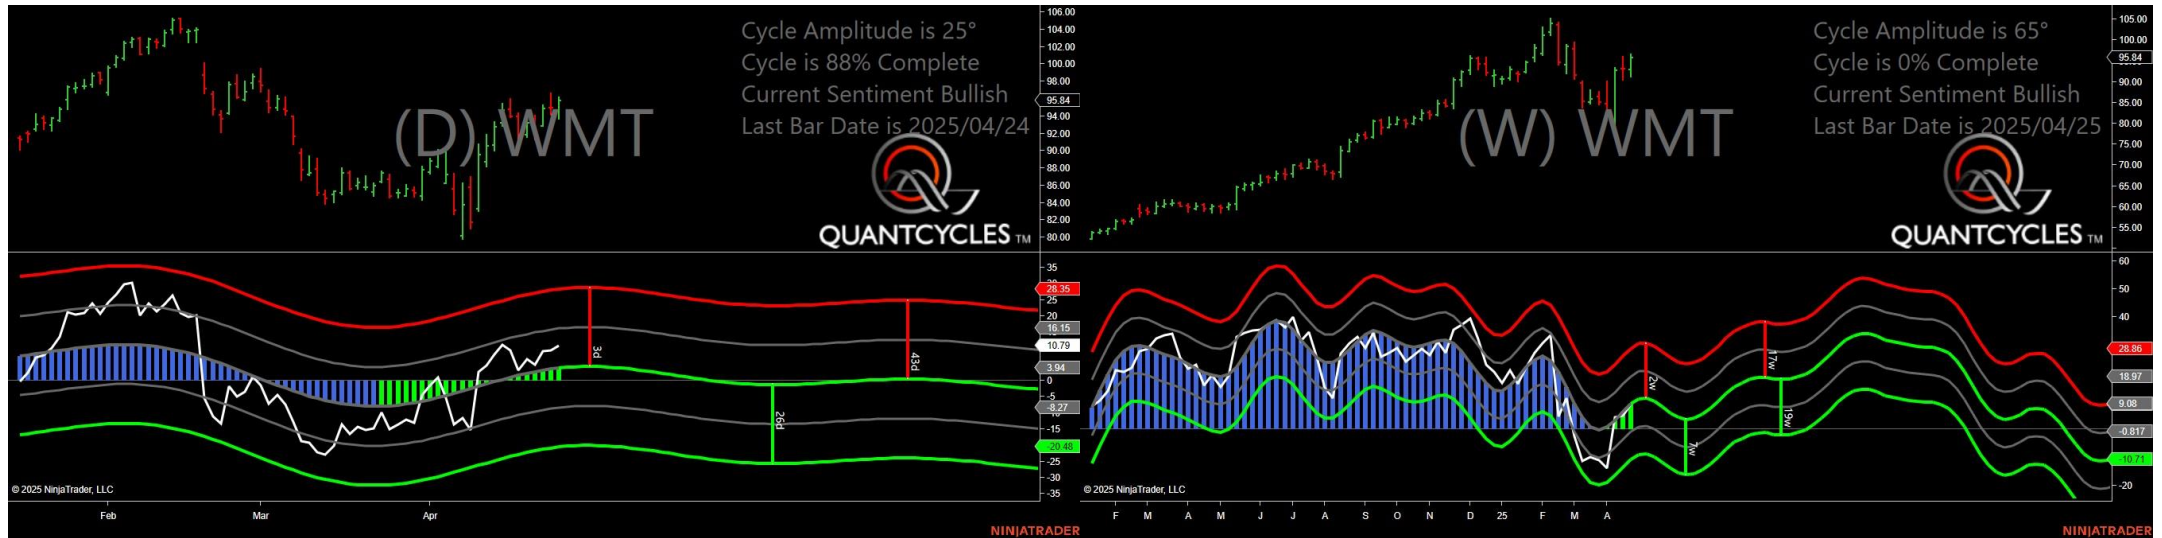 Cycle Amplitude is 25°
Cycle is 88% Complete
Current Sentiment Bullish
Last Bar Date is 2025/04/24
(D) WMT
QUANTCYCLES TM
106.00
104.00
102.00
100.00
98.00
95.84
94.00
92.00
90.00
88.00
86.00
84.00
82.00
80.00
35
28.35
25
20
16.15
10.79
3.94
0
-5
-8.27
-15
-20.48
-25
-30
-35
3d
26d
43d
© 2025 NinjaTrader, LLC
Feb
Mar
Apr
NINJATRADER
Cycle Amplitude is 65°
Cycle is 0% Complete
Current Sentiment Bullish
Last Bar Date is 2025/04/25
(W) WMT
QUANTCYCLES TM
105.00
100.00
95.84
90.00
85.00
80.00
75.00
70.00
65.00
60.00
55.00
60
50
40
28.86
18.97
9.08
-0.817
-10.71
-20
2w
7w
17w
19w
© 2025 NinjaTrader, LLC
F M A M J J A S O N D 25 F M A
NINJATRADER